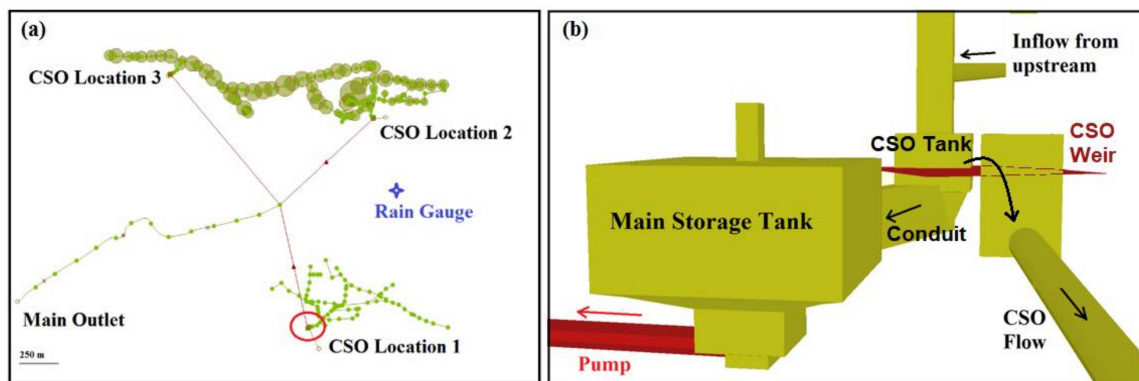 (a)
CSO Location 3
CSO Location 2
Rain Gauge
Main Outlet
CSO Location 1
250 m
(b)
Inflow from
upstream
CSO Tank
CSO
Weir
Main Storage Tank
Conduit
CSO
Flow
Pump